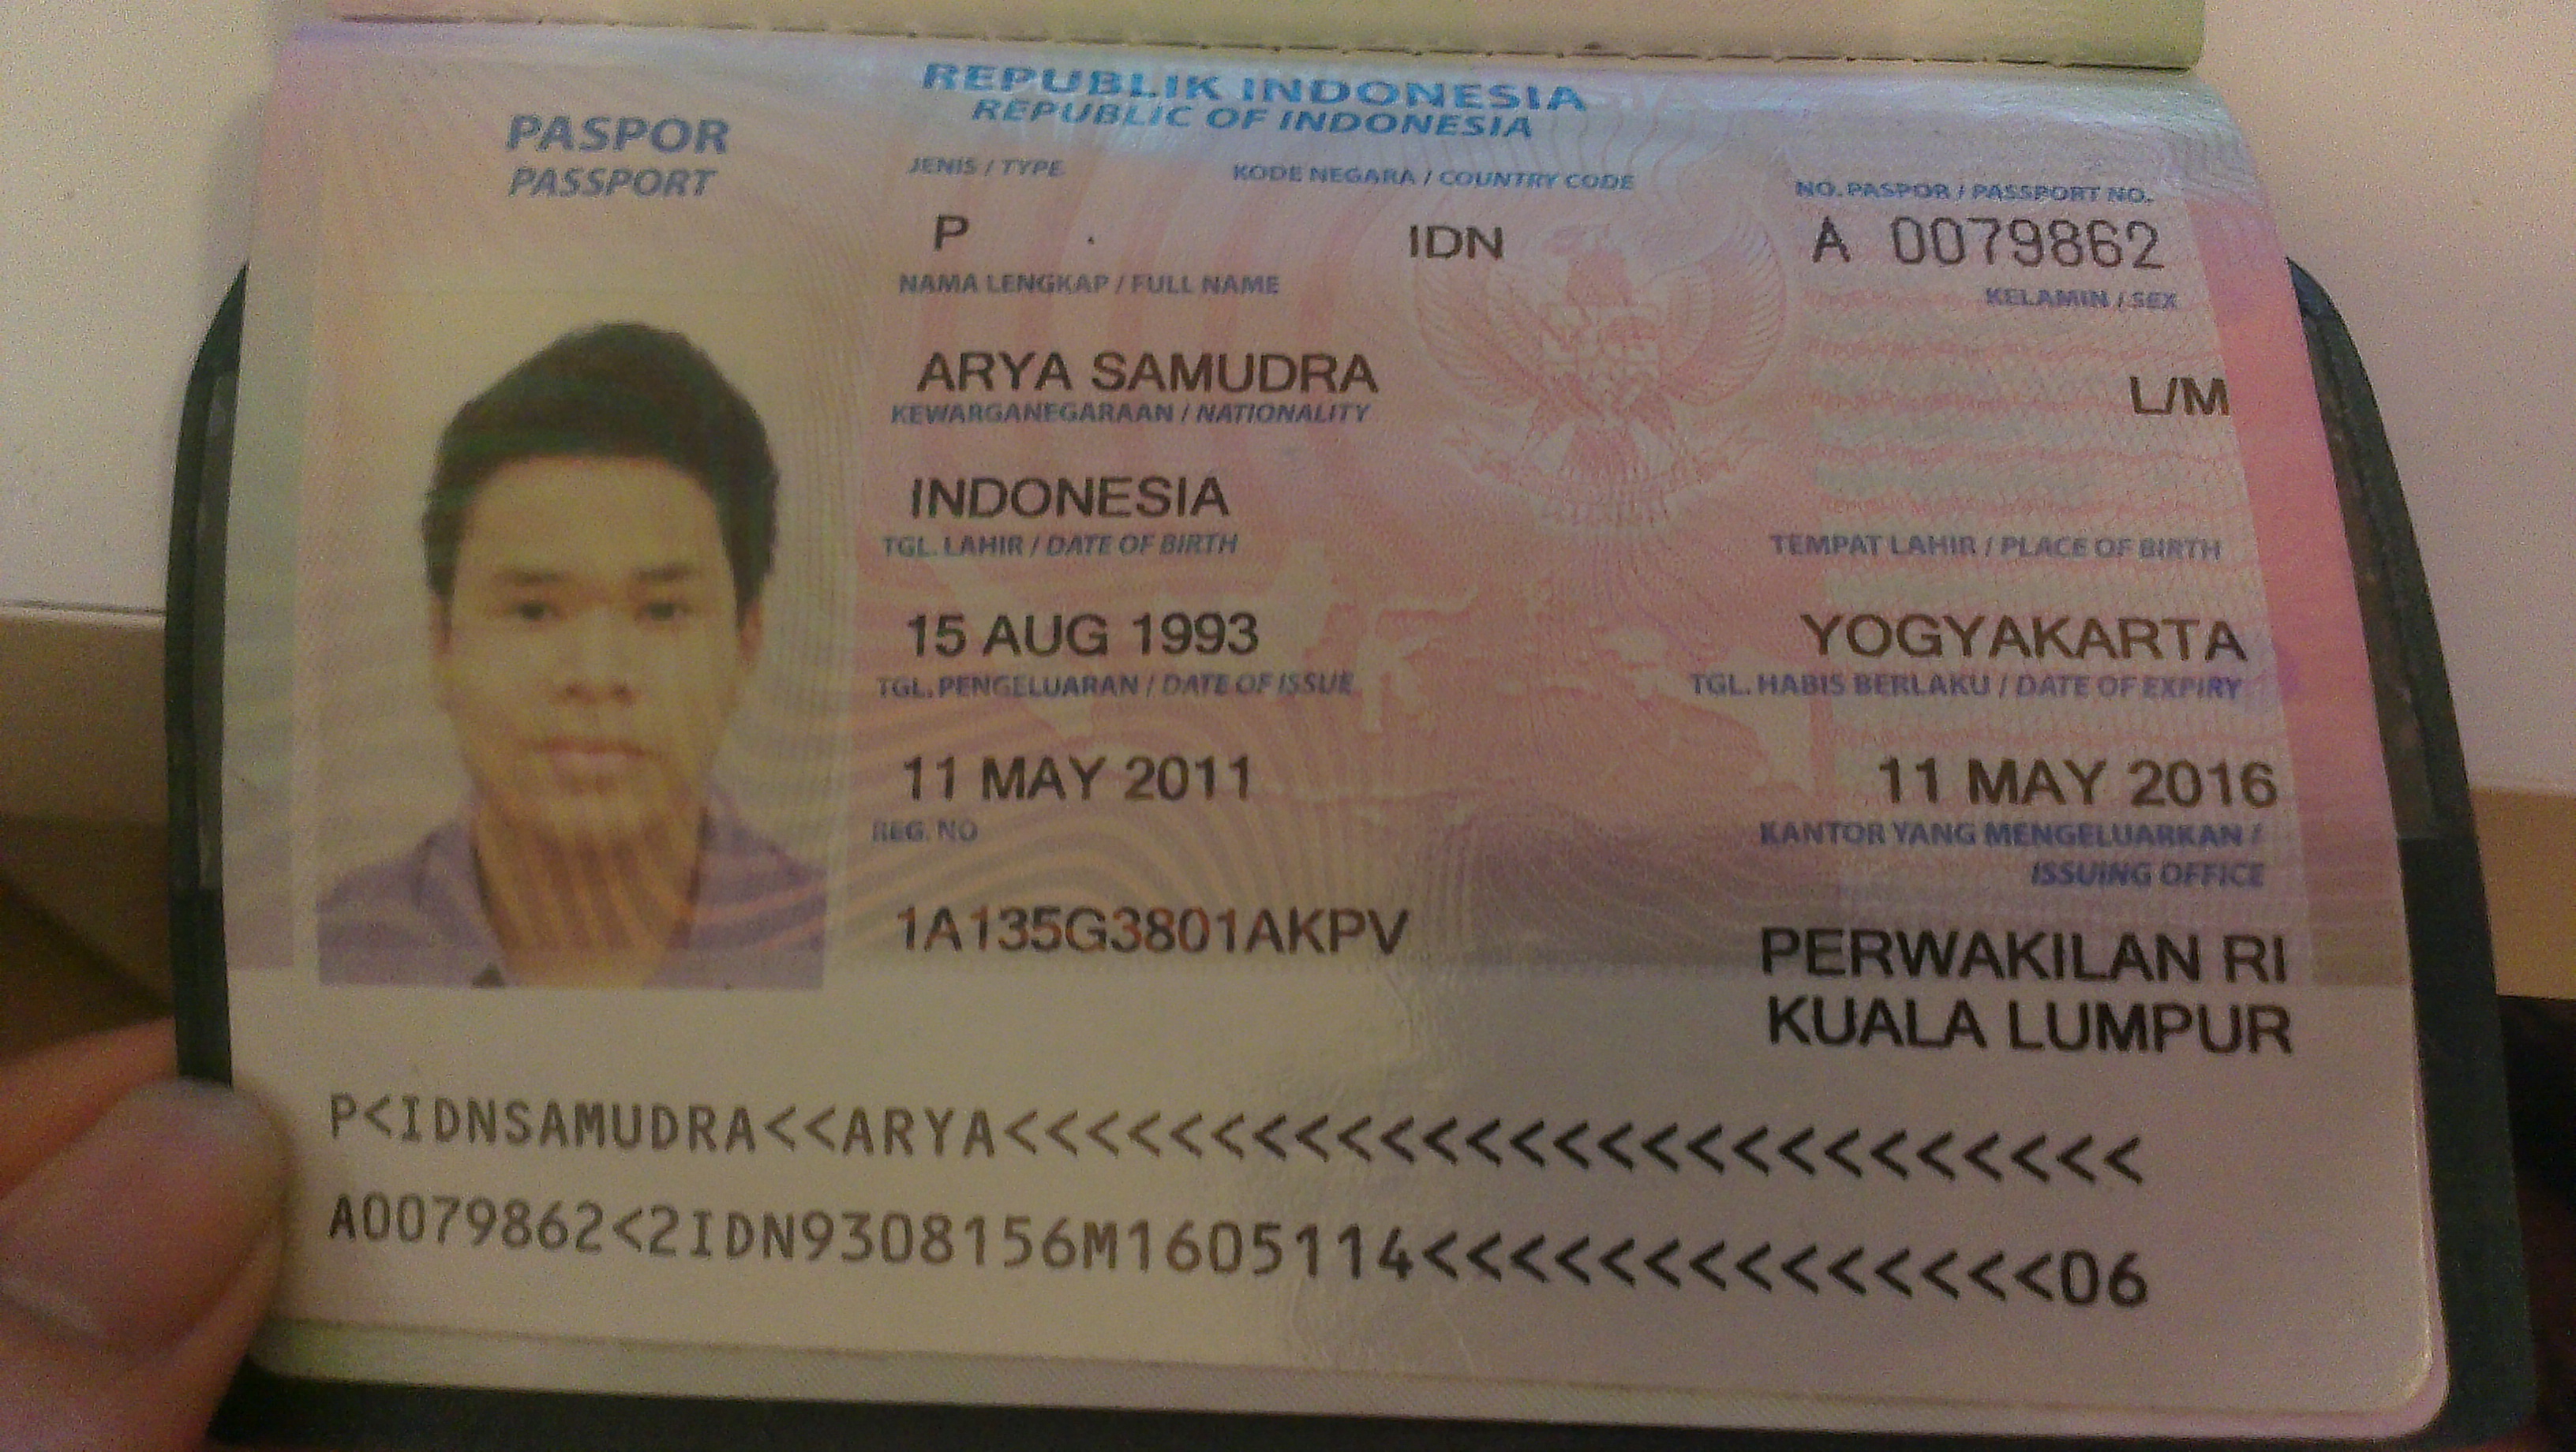 REPUBLIK INDONESIA
REPUBLIC OF INDONESIA
PASPOR
PASSPORT
JENIS / TYPE KODE NEGARA / COUNTRY CODE NO. PASPOR / PASSPORT NO.
P IDN A 0079862
NAMA LENGKAP / FULL NAME KELAMIN / SEX
ARYA SAMUDRA L/M
KEWARGANEGARAAN / NATIONALITY
INDONESIA
TGL. LAHIR / DATE OF BIRTH TEMPAT LAHIR / PLACE OF BIRTH
15 AUG 1993 YOGYAKARTA
TGL. PENGELUARAN / DATE OF ISSUE TGL. HABIS BERLAKU / DATE OF EXPIRY
11 MAY 2011 11 MAY 2016
REG. NO KANTOR YANG MENGELUARKAN /
ISSUING OFFICE
1A135G3801AKPV PERWAKILAN RI
KUALA LUMPUR
P<IDNSAMUDRA<<ARYA<<<<<<<<<<<<<<<<<<<<<<<<<<
A0079862<2IDN9308156M1605114<<<<<<<<<<<<<<06